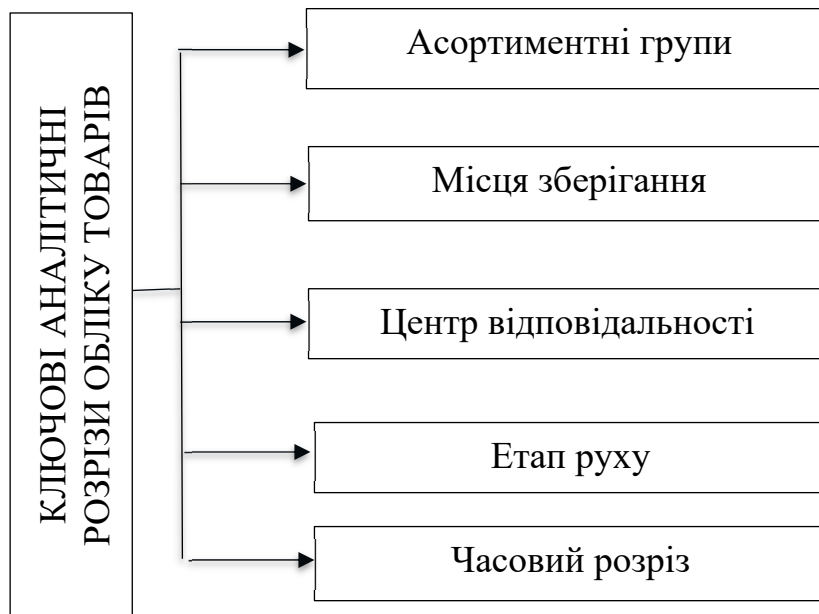 КЛЮЧОВІ АНАЛІТИЧНІ
РОЗРІЗИ ОБЛІКУ ТОВАРІВ
Асортиментні групи
Місця зберігання
Центр відповідальності
Етап руху
Часовий розріз